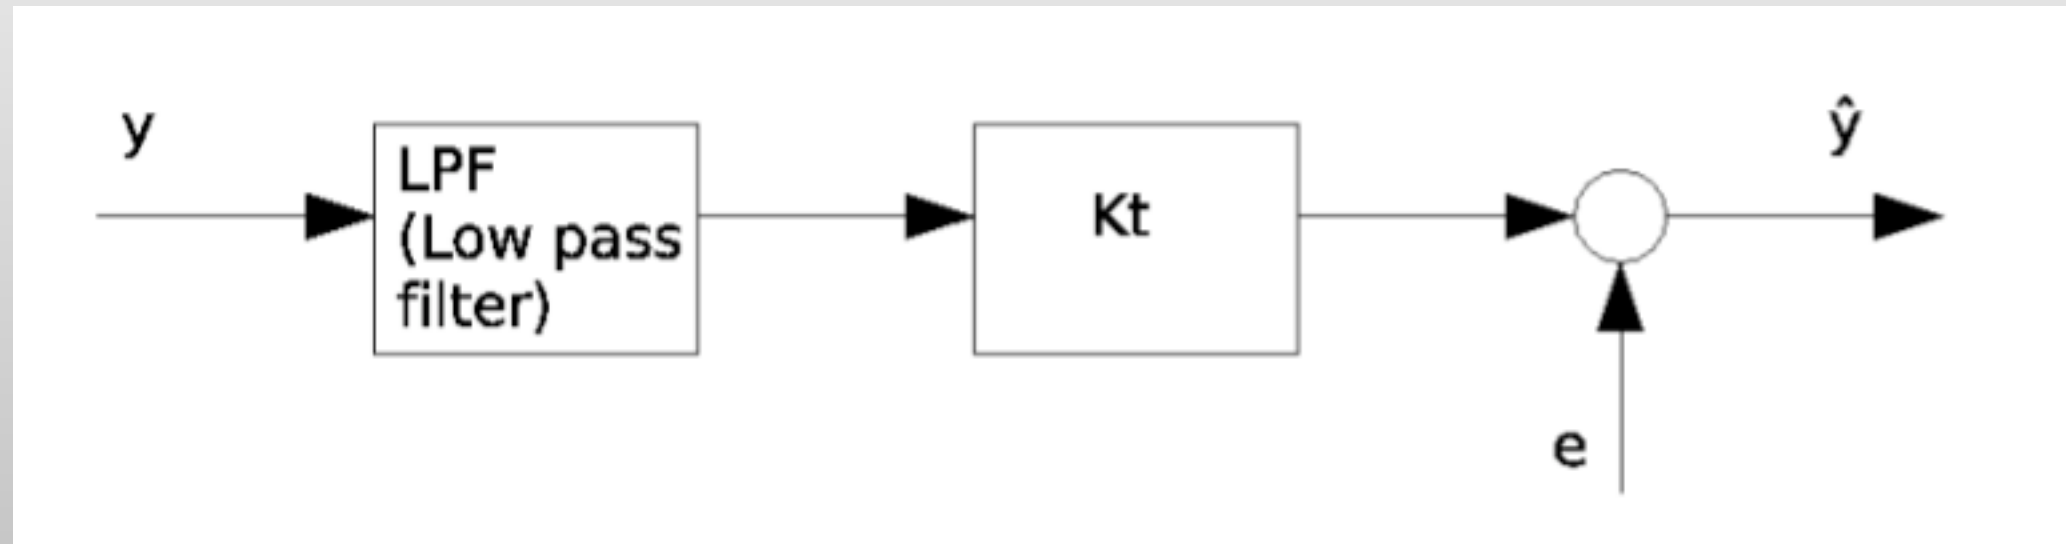 y
LPF
(Low pass
filter)
Kt
ŷ
e